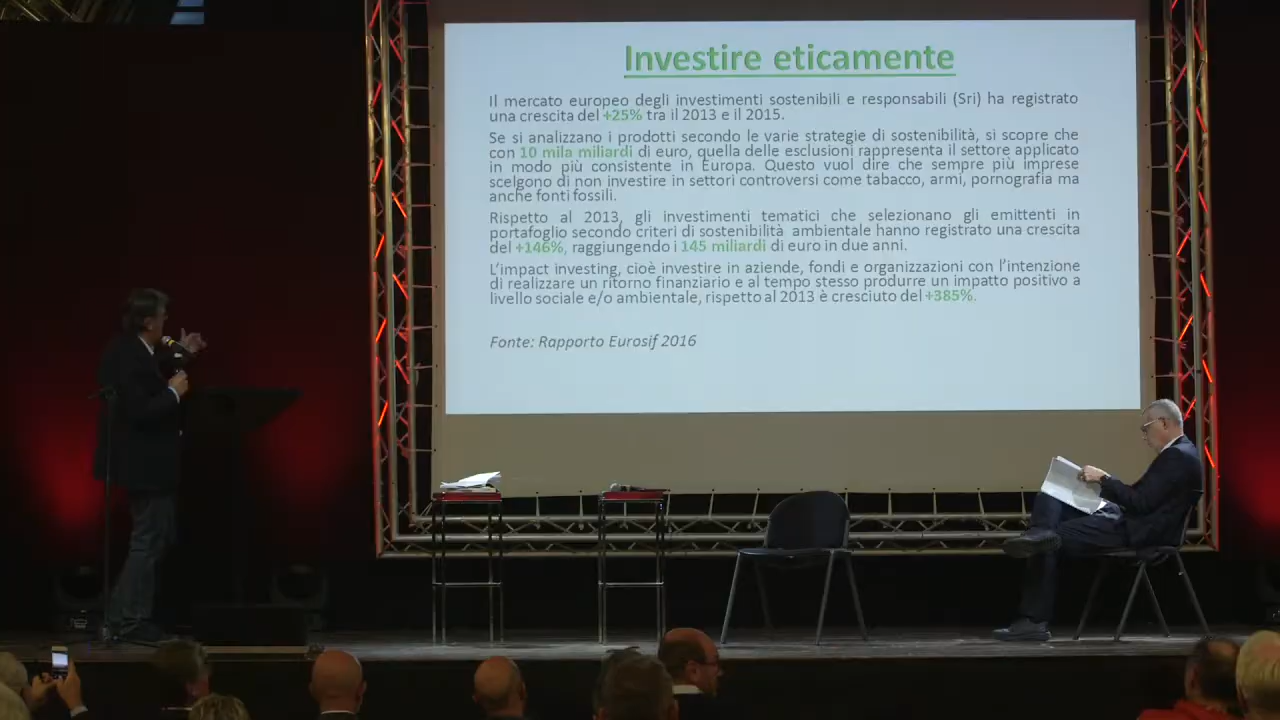 Investire eticamente
Il mercato europeo degli investimenti sostenibili e responsabili (Sri) ha registrato
una crescita del +25% tra il 2013 e il 2015.
Se si analizzano i prodotti secondo le varie strategie di sostenibilità, si scopre che
con 10 mila miliardi di euro, quella delle esclusioni rappresenta il settore applicato
in modo più consistente in Europa. Questo vuol dire che sempre più imprese
scelgono di non investire in settori controversi come tabacco, armi, pornografia ma
anche fonti fossili.
Rispetto al 2013, gli investimenti tematici che selezionano gli emittenti in
portafoglio secondo criteri di sostenibilità ambientale hanno registrato una crescita
del +146%, raggiungendo i 145 miliardi di euro in due anni.
L'impact investing, cioè investire in aziende, fondi e organizzazioni con l'intenzione
di realizzare un ritorno finanziario e al tempo stesso produrre un impatto positivo a
livello sociale e/o ambientale, rispetto al 2013 è cresciuto del +385%.
Fonte: Rapporto Eurosif 2016